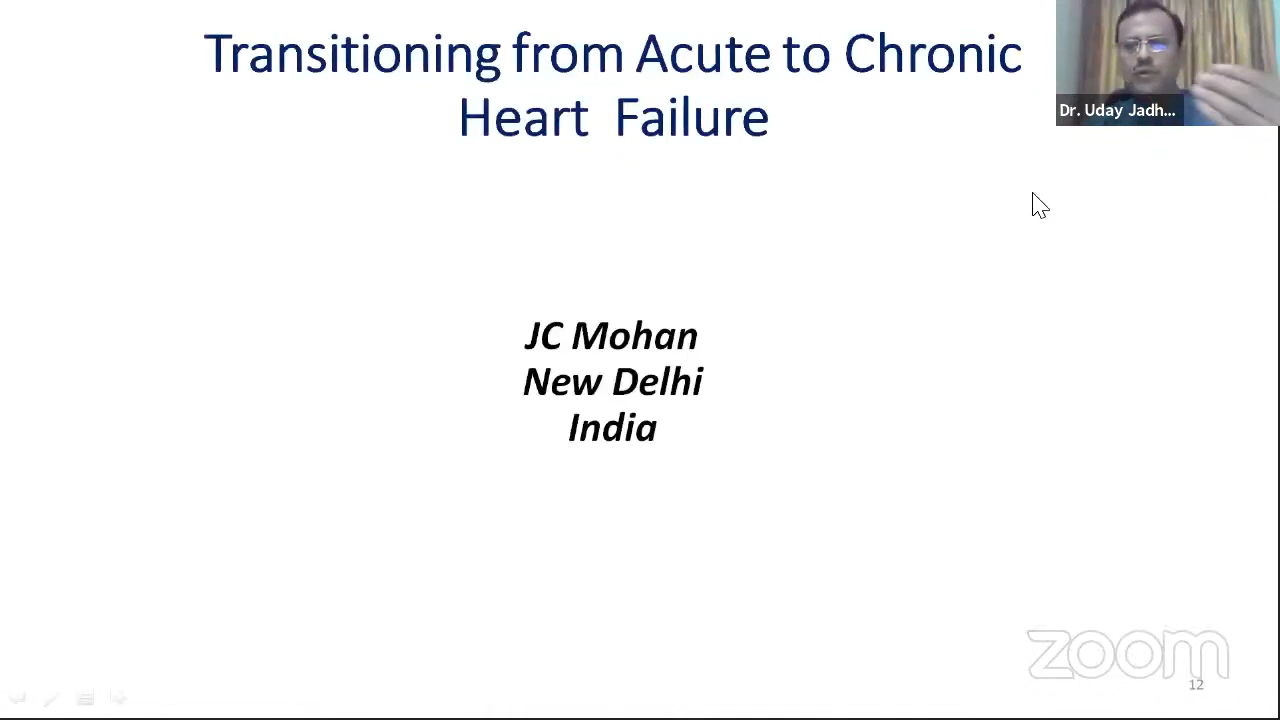 Transitioning from Acute to Chronic
Heart Failure
Dr. Uday Jadh...
JC Mohan
New Delhi
India
zoom
12